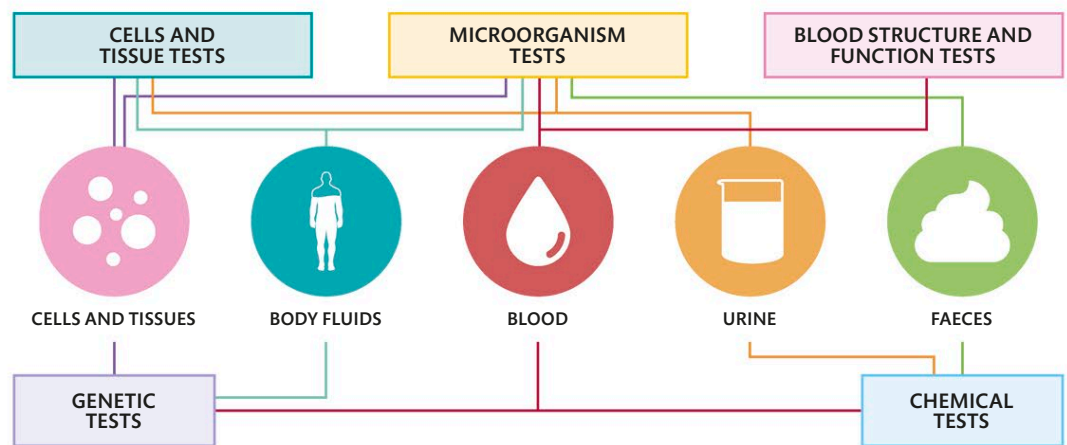 CELLS AND
TISSUE TESTS
MICROORGANISM
TESTS
BLOOD STRUCTURE AND
FUNCTION TESTS
CELLS AND TISSUES
BODY FLUIDS
BLOOD
URINE
FAECES
GENETIC
TESTS
CHEMICAL
TESTS